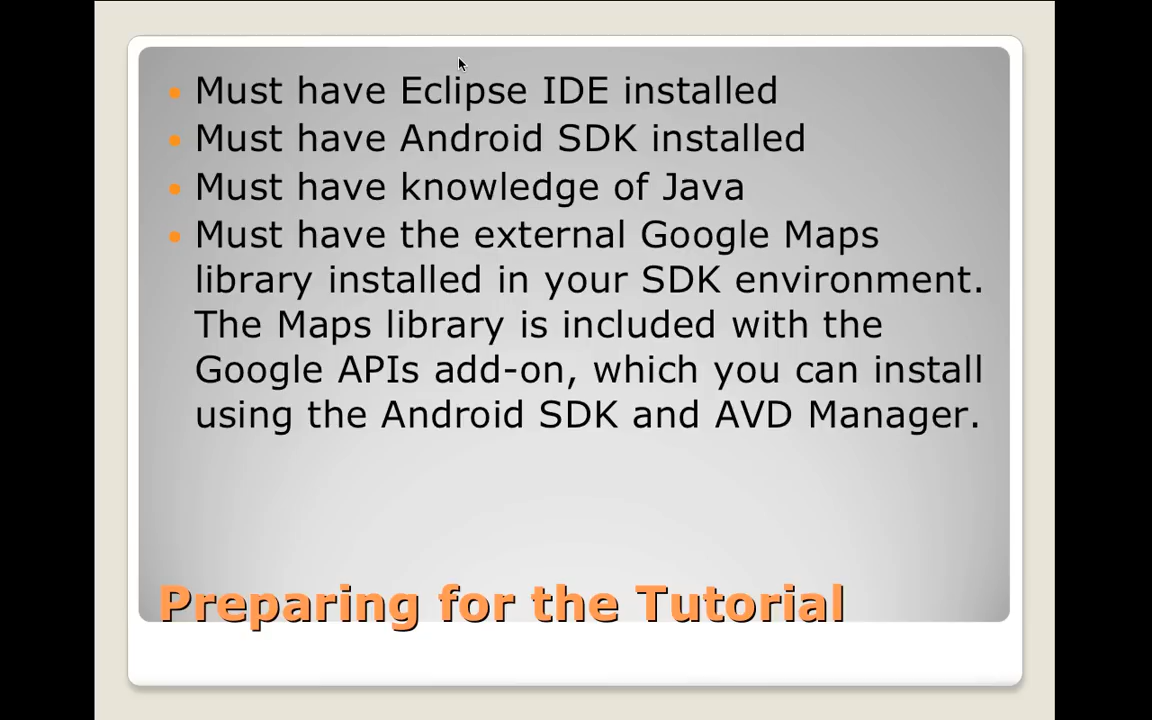 Must have Eclipse IDE installed
Must have Android SDK installed
Must have knowledge of Java
Must have the external Google Maps
library installed in your SDK environment.
The Maps library is included with the
Google APIs add-on, which you can install
using the Android SDK and AVD Manager.
Preparing for the Tutorial